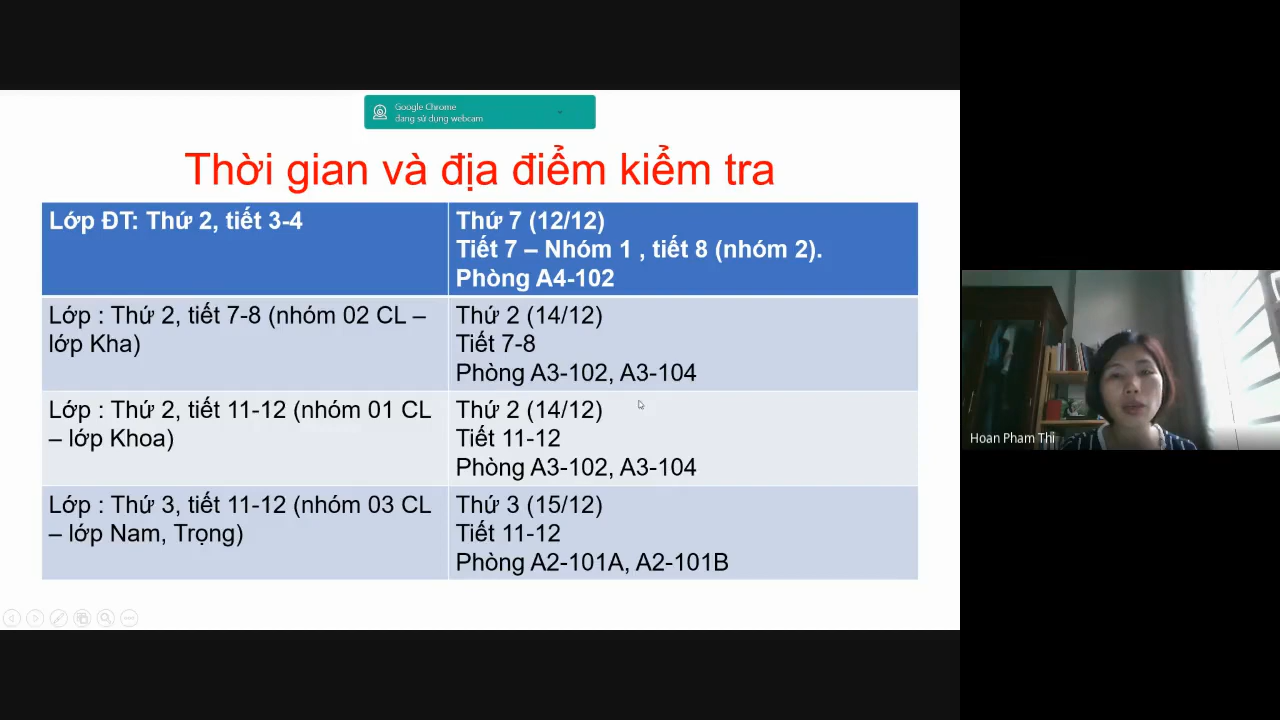 Google Chrome
đang sử dụng webcam
Thời gian và địa điểm kiểm tra
Lớp ĐT: Thứ 2, tiết 3-4
Thứ 7 (12/12)
Tiết 7 – Nhóm 1 , tiết 8 (nhóm 2).
Phòng A4-102
Lớp : Thứ 2, tiết 7-8 (nhóm 02 CL –
lớp Kha)
Thứ 2 (14/12)
Tiết 7-8
Phòng A3-102, A3-104
Lớp : Thứ 2, tiết 11-12 (nhóm 01 CL
– lớp Khoa)
Thứ 2 (14/12)
Tiết 11-12
Phòng A3-102, A3-104
Lớp : Thứ 3, tiết 11-12 (nhóm 03 CL
– lớp Nam, Trọng)
Thứ 3 (15/12)
Tiết 11-12
Phòng A2-101A, A2-101B
Hoan Pham Thi